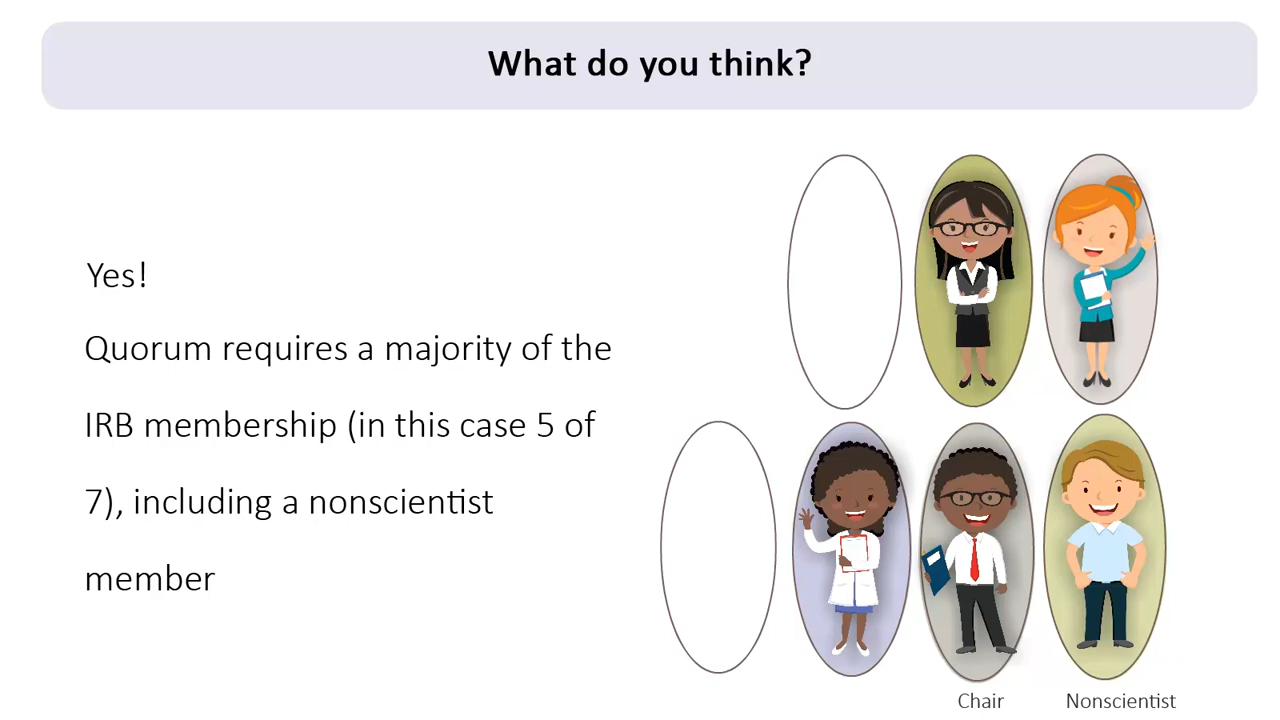 What do you think?
Yes!
Quorum requires a majority of the
IRB membership (in this case 5 of
7), including a nonscientist
member
Chair
Nonscientist